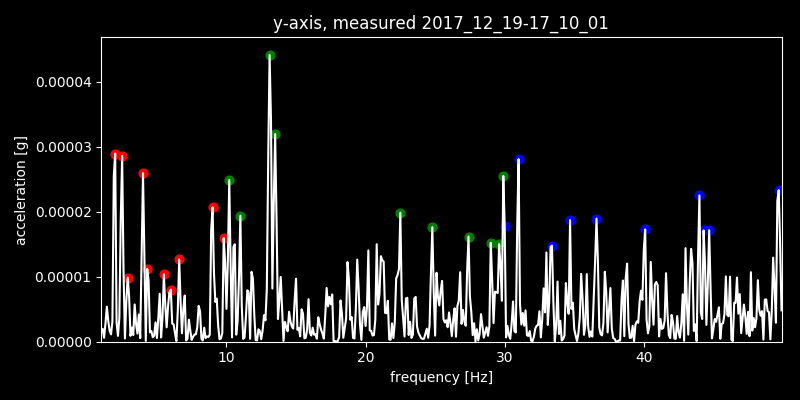 y-axis, measured 2017_12_19-17_10_01
0.00004
0.00003
0.00002
0.00001
0.00000
acceleration [g]
10 20 30 40
frequency [Hz]